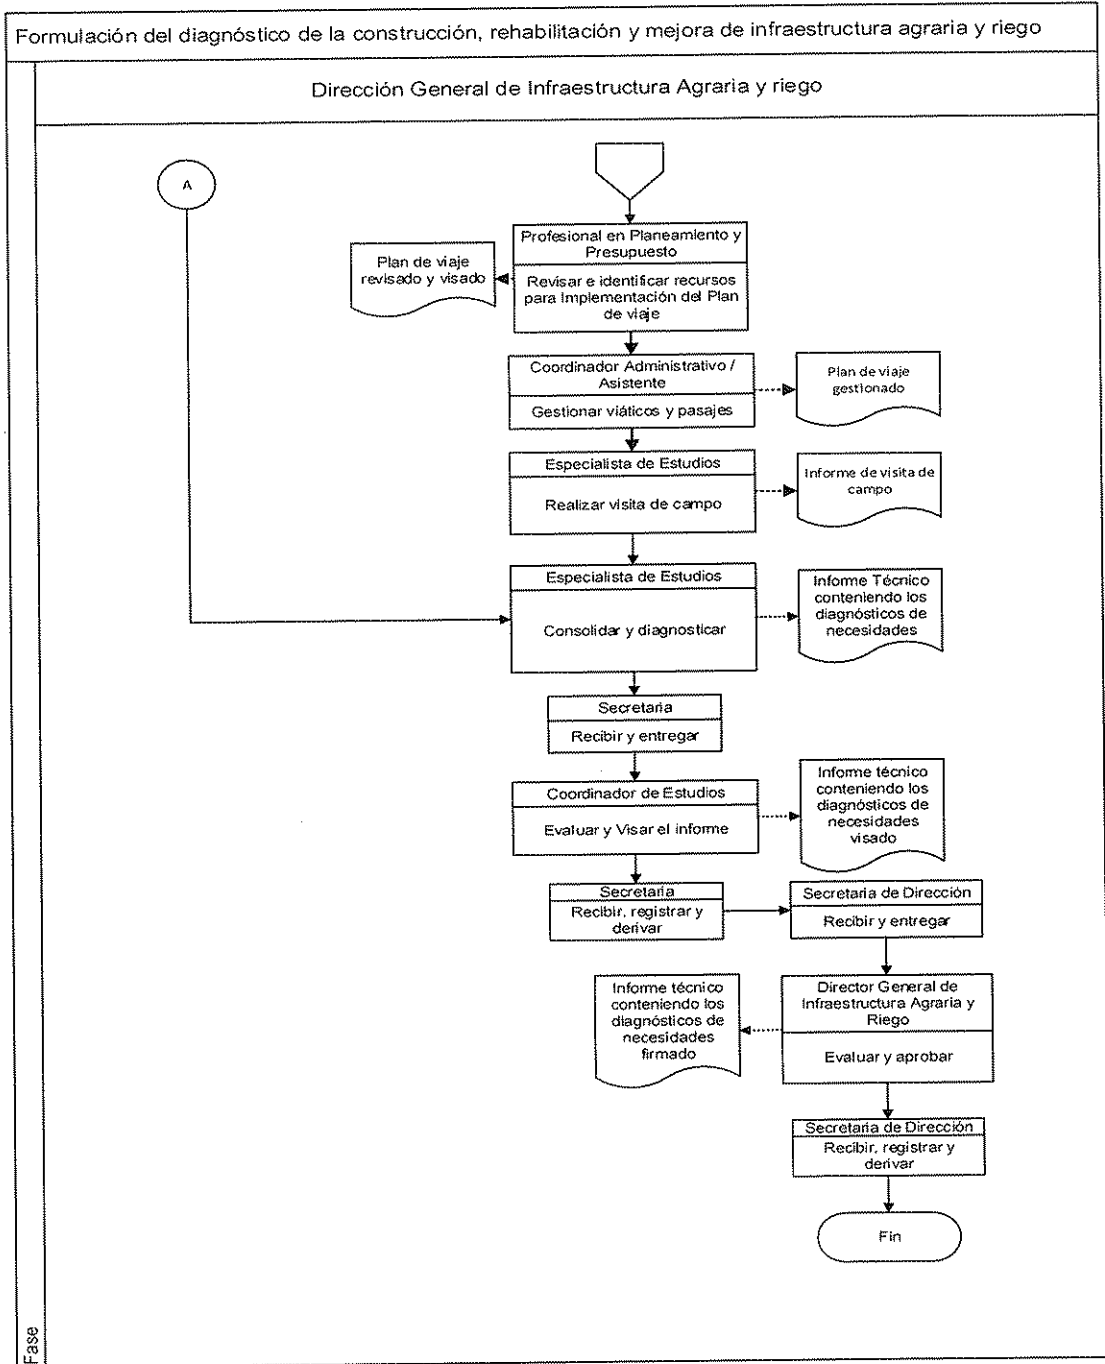 Formulación del diagnóstico de la construcción, rehabilitación y mejora de infraestructura agraria y riego
Dirección General de Infraestructura Agraria y riego
A
Profesional en Planeamiento y
Presupuesto
Revisar e identificar recursos
para Implementación del Plan
de viaje
Plan de viaje
revisado y visado
Coordinador Administrativo /
Asistente
Gestionar viáticos y pasajes
Plan de viaje
gestionado
Especialista de Estudios
Realizar visita de campo
Informe de visita de
campo
Especialista de Estudios
Consolidar y diagnosticar
Informe Técnico
conteniendo los
diagnósticos de
necesidades
Secretaria
Recibir y entregar
Coordinador de Estudios
Evaluar y Visar el informe
Informe técnico
conteniendo los
diagnósticos de
necesidades
visado
Secretaria
Recibir, registrar y
derivar
Secretaria de Dirección
Recibir y entregar
Informe técnico
conteniendo los
diagnósticos de
necesidades
firmado
Director General de
Infraestructura Agraria y
Riego
Evaluar y aprobar
Secretaria de Dirección
Recibir, registrar y
derivar
Fin
Fase